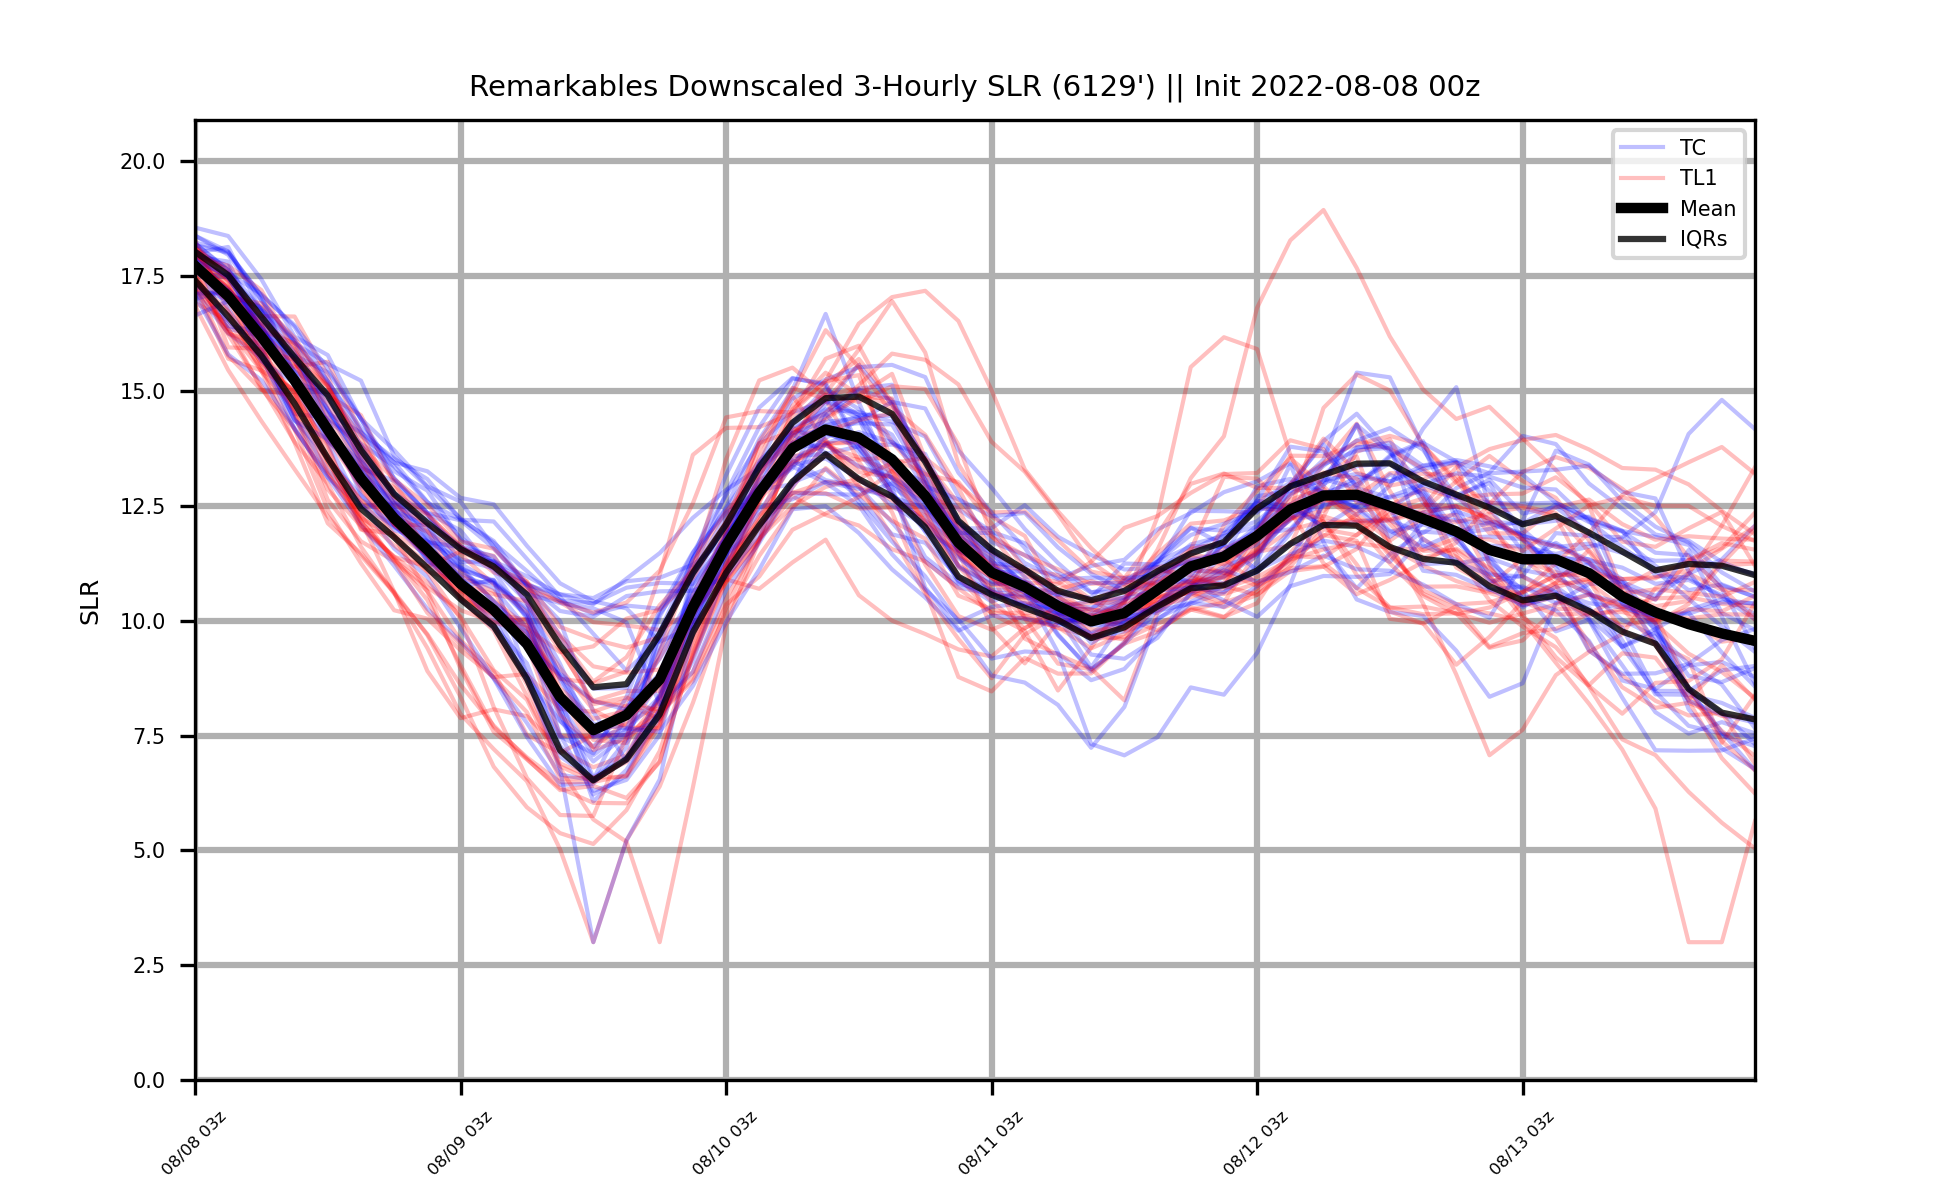 Remarkables Downscaled 3-Hourly SLR (6129') || Init 2022-08-08 00z
TC
TL1
Mean
IQRs
SLR
20.0
17.5
15.0
12.5
10.0
7.5
5.0
2.5
0.0
08/08 03z
08/09 03z
08/10 03z
08/11 03z
08/12 03z
08/13 03z